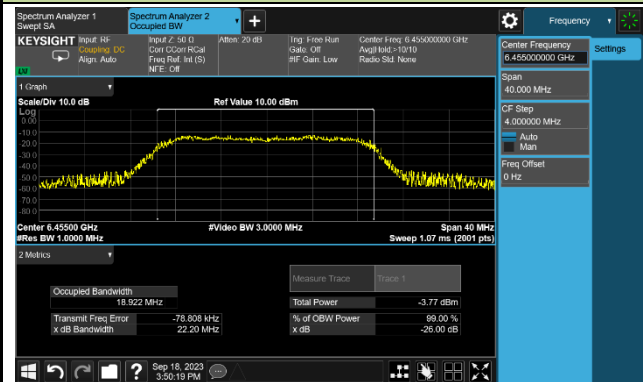 Spectrum Analyzer 1
Swept SA
Spectrum Analyzer 2
Occupied BW
Frequency
KEYSIGHT
Input: RF
Coupling: DC
Align: Auto
Input Z: 50 Ω
Corr CCorr RCal
Freq Ref: Int (S)
NFE: Off
Atten: 20 dB
Trig: Free Run
Gate: Off
#IF Gain: Low
Center Freq: 6.455000000 GHz
Avg|Hold:>10/10
Radio Std: None
Center Frequency
6.455000000 GHz
Settings
Span
40.000 MHz
CF Step
4.000000 MHz
Auto
Man
Freq Offset
0 Hz
1 Graph
Scale/Div 10.0 dB
Ref Value 10.00 dBm
Log
0.00
-10.0
-20.0
-30.0
-40.0
-50.0
-60.0
-70.0
-80.0
Center 6.45500 GHz
#Video BW 3.0000 MHz
Span 40 MHz
#Res BW 1.0000 MHz
Sweep 1.07 ms (2001 pts)
2 Metrics
Measure Trace
Trace 1
Occupied Bandwidth
18.922 MHz
Total Power
-3.77 dBm
Transmit Freq Error
-78.808 kHz
% of OBW Power
99.00 %
x dB Bandwidth
22.20 MHz
x dB
-26.00 dB
Sep 18, 2023
3:50:19 PM